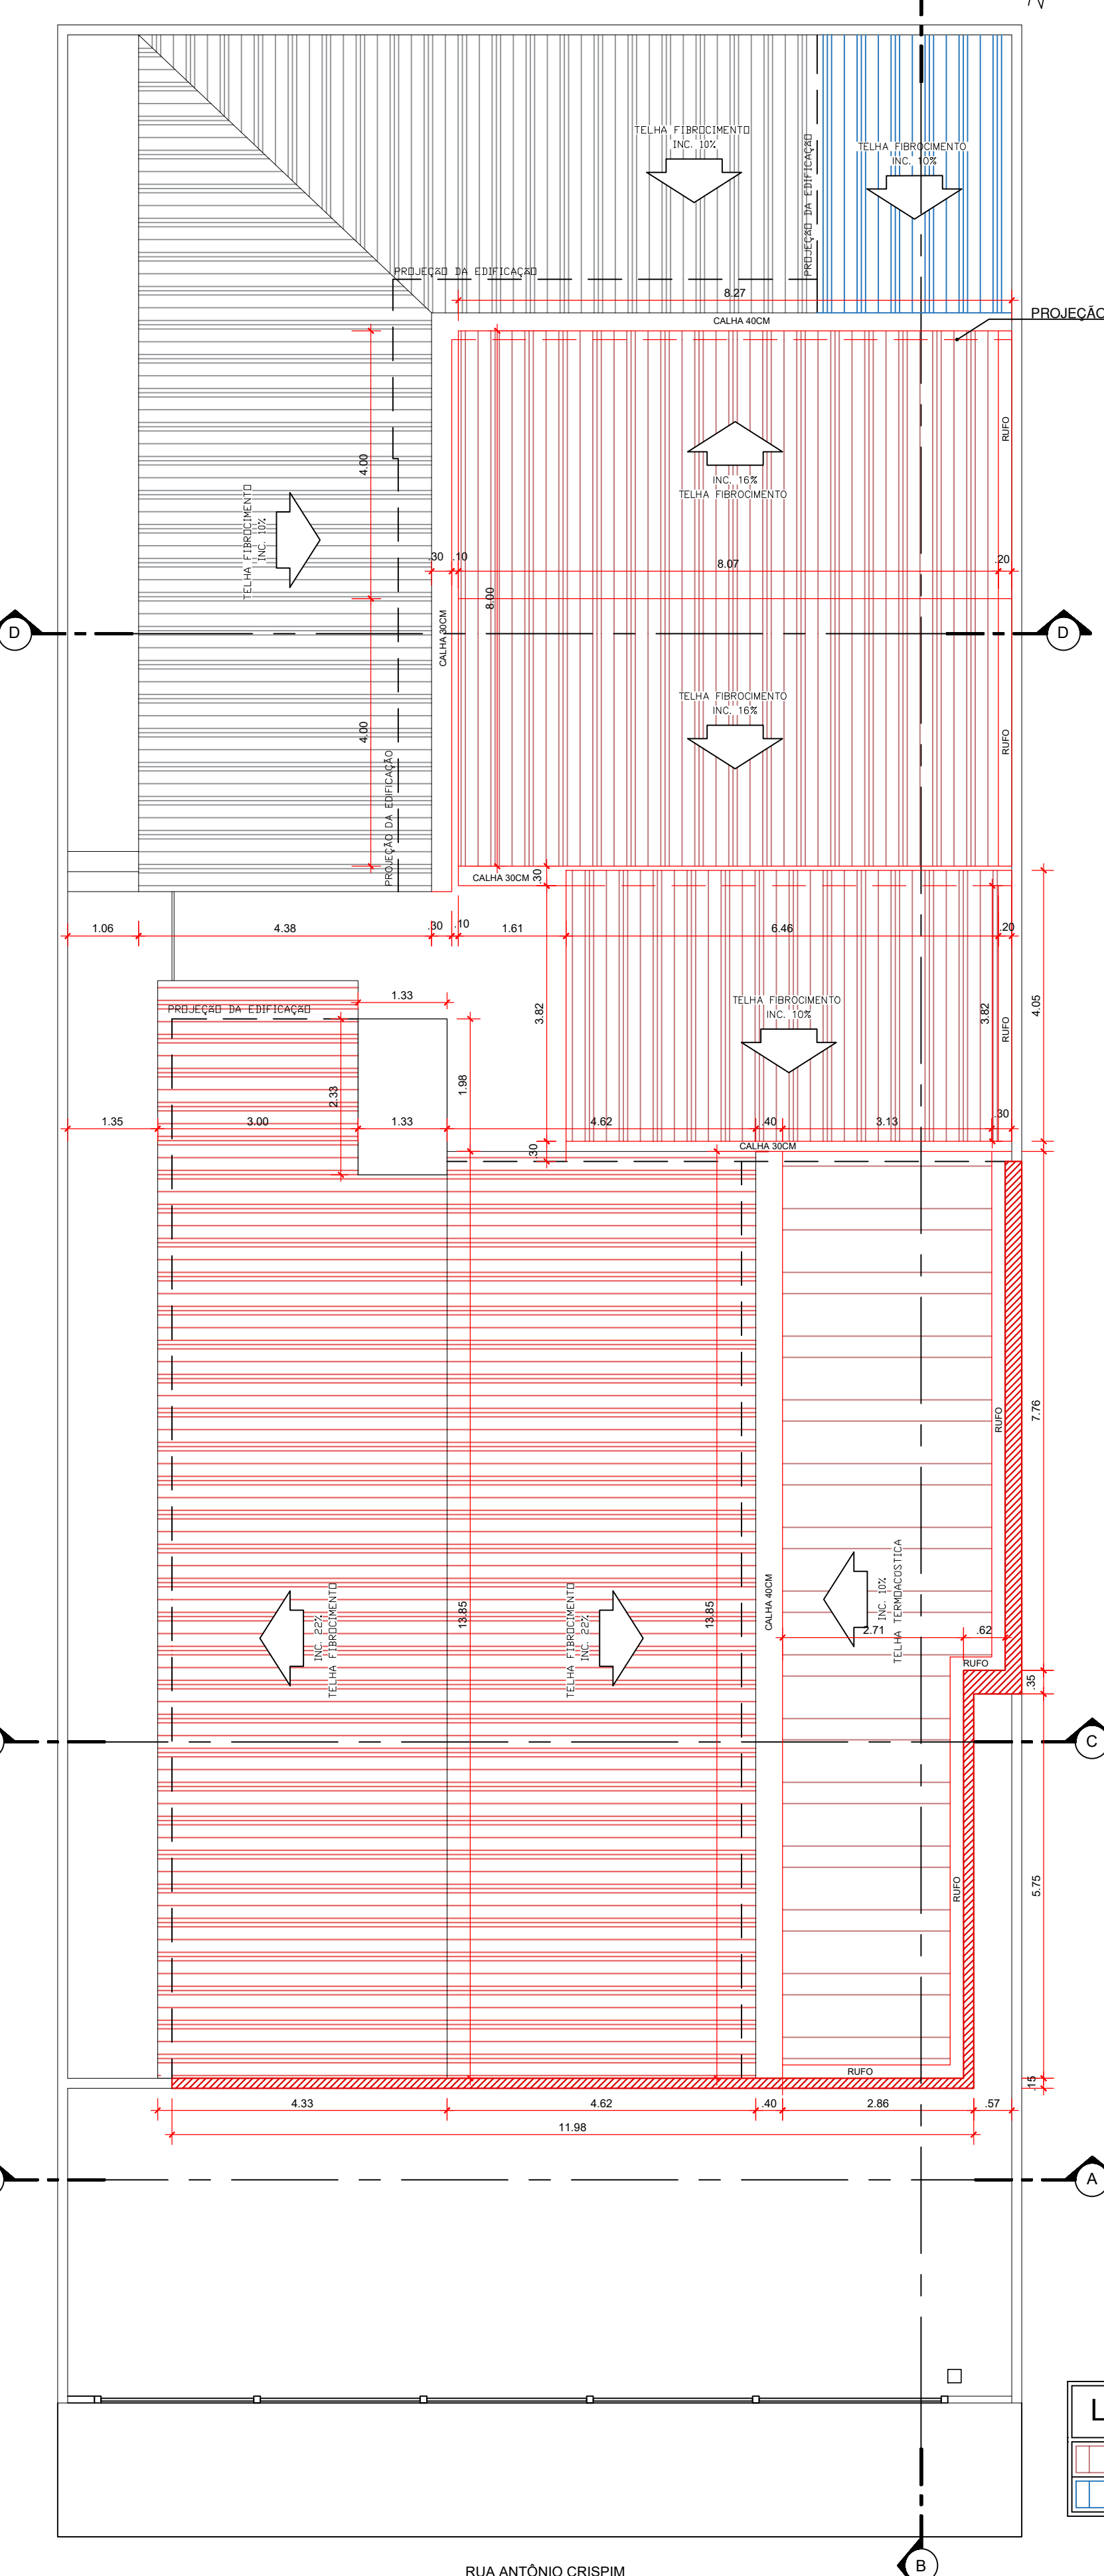 TELHA FIBROCIMENTO
INC. 10%
TELHA FIBROCIMENTO
INC. 10%
PROJEÇÃO DA EDIFICAÇÃO
PROJEÇÃO DA EDIFICAÇÃO
8.27
CALHA 40CM
PROJEÇÃO
RUFO
4.00
INC. 16%
TELHA FIBROCIMENTO
TELHA FIBROCIMENTO
INC. 10%
.30
.10
8.07
.20
8.00
CALHA 30CM
D
D
TELHA FIBROCIMENTO
INC. 16%
4.00
RUFO
PROJEÇÃO DA EDIFICAÇÃO
CALHA 30CM
.30
1.06
4.38
.30
.10
1.61
6.46
.20
1.33
TELHA FIBROCIMENTO
INC. 10%
PROJEÇÃO DA EDIFICAÇÃO
3.82
3.82
RUFO
4.05
2.33
1.98
1.35
3.00
1.33
4.62
.40
3.13
.30
CALHA 30CM
.30
7.76
RUFO
TELHA FIBROCIMENTO
INC. 22%
13.85
TELHA FIBROCIMENTO
INC. 22%
13.85
CALHA 40CM
INC. 10%
TELHA TERMOACÚSTICA
2.71
.62
RUFO
.35
C
RUFO
5.75
RUFO
.15
4.33
4.62
.40
2.86
.57
11.98
A
L
B
RUA ANTÔNIO CRISPIM